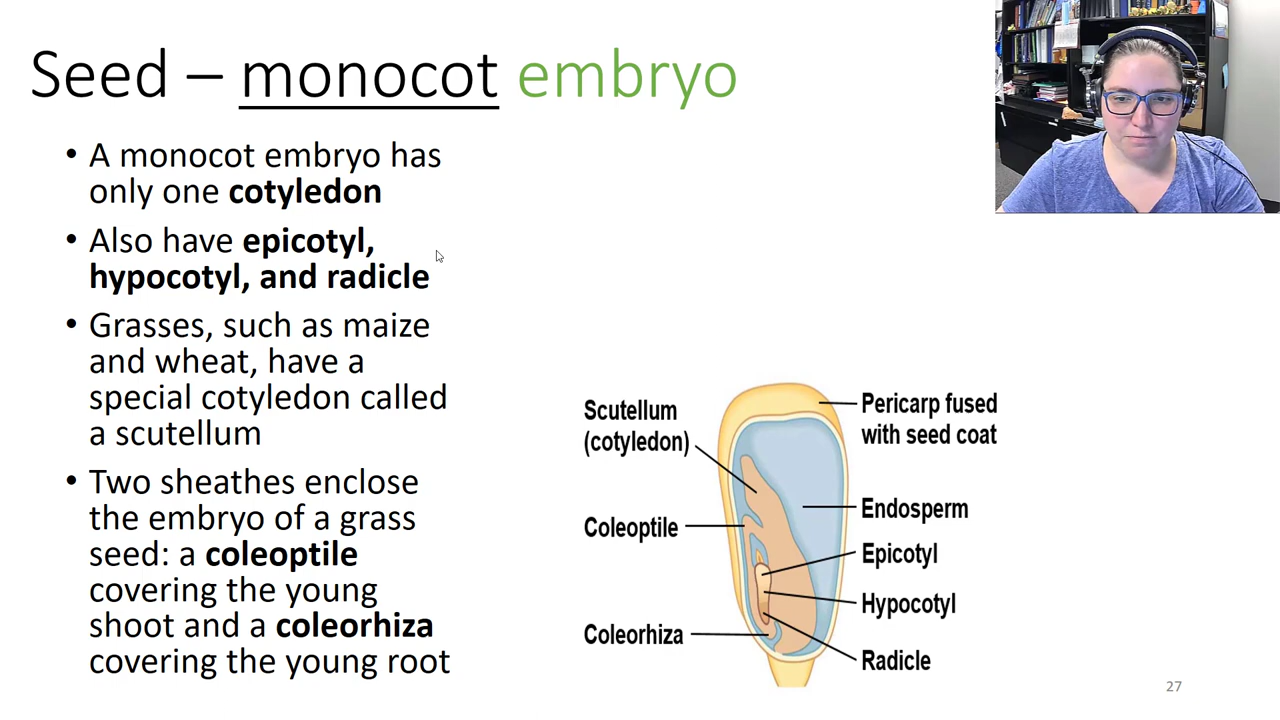 Seed – monocot embryo
• A monocot embryo has
only one cotyledon
• Also have epicotyl,
hypocotyl, and radicle
• Grasses, such as maize
and wheat, have a
special cotyledon called
a scutellum
• Two sheathes enclose
the embryo of a grass
seed: a coleoptile
covering the young
shoot and a coleorhiza
covering the young root
Scutellum
(cotyledon)
Coleoptile
Coleorhiza
Pericarp fused
with seed coat
Endosperm
Epicotyl
Hypocotyl
Radicle
27